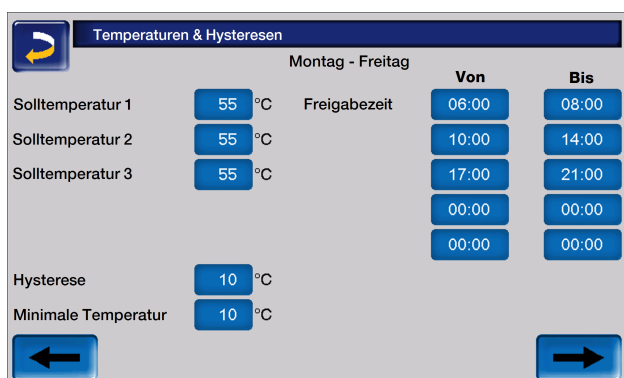 Temperaturen & Hysteresen
Montag - Freitag
Von Bis
Solltemperatur 1 55 °C Freigabezeit 06:00 08:00
Solltemperatur 2 55 °C 10:00 14:00
Solltemperatur 3 55 °C 17:00 21:00
00:00 00:00
00:00 00:00
Hysterese 10 °C
Minimale Temperatur 10 °C